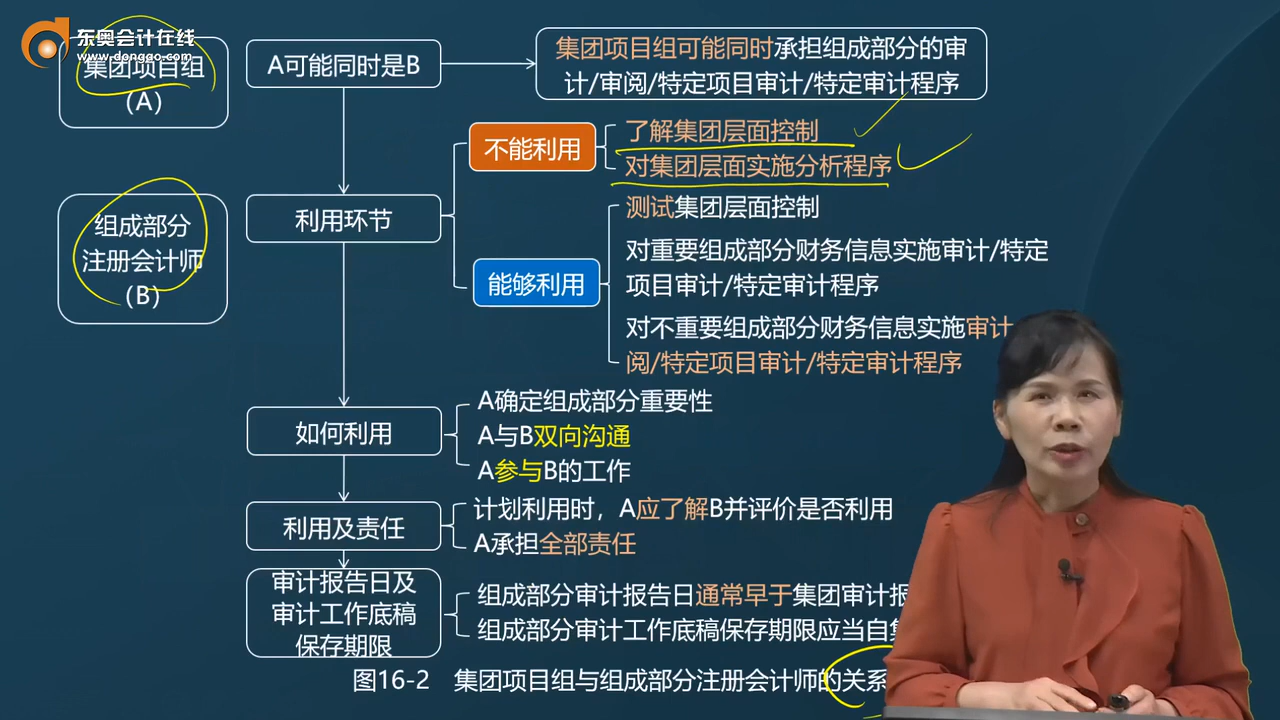 东奥会计在线
www.dongao.com
集团项目组
(A)
A可能同时是B
集团项目组可能同时承担组成部分的审
计/审阅/特定项目审计/特定审计程序
不能利用
了解集团层面控制
对集团层面实施分析程序
组成部分
注册会计师
(B)
利用环节
能够利用
测试集团层面控制
对重要组成部分财务信息实施审计/特定
项目审计/特定审计程序
对不重要组成部分财务信息实施审计
阅/特定项目审计/特定审计程序
如何利用
A确定组成部分重要性
A与B双向沟通
A参与B的工作
利用及责任
计划利用时，A应了解B并评价是否利用
A承担全部责任
审计报告日及
审计工作底稿
保存期限
组成部分审计报告日通常早于集团审计报
组成部分审计工作底稿保存期限应当自
图16-2 集团项目组与组成部分注册会计师的关系